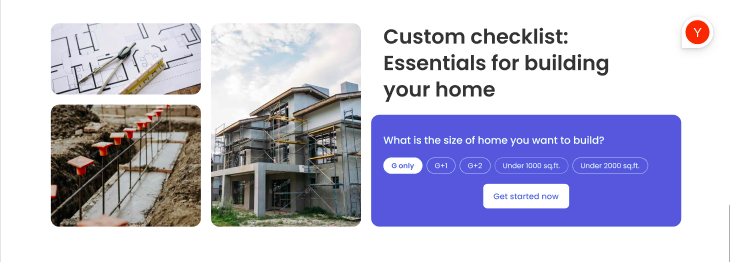 Custom checklist:
Essentials for building
your home
Y
What is the size of home you want to build?
G only
G+1
G+2
Under 1000 sq.ft.
Under 2000 sq.ft.
Get started now